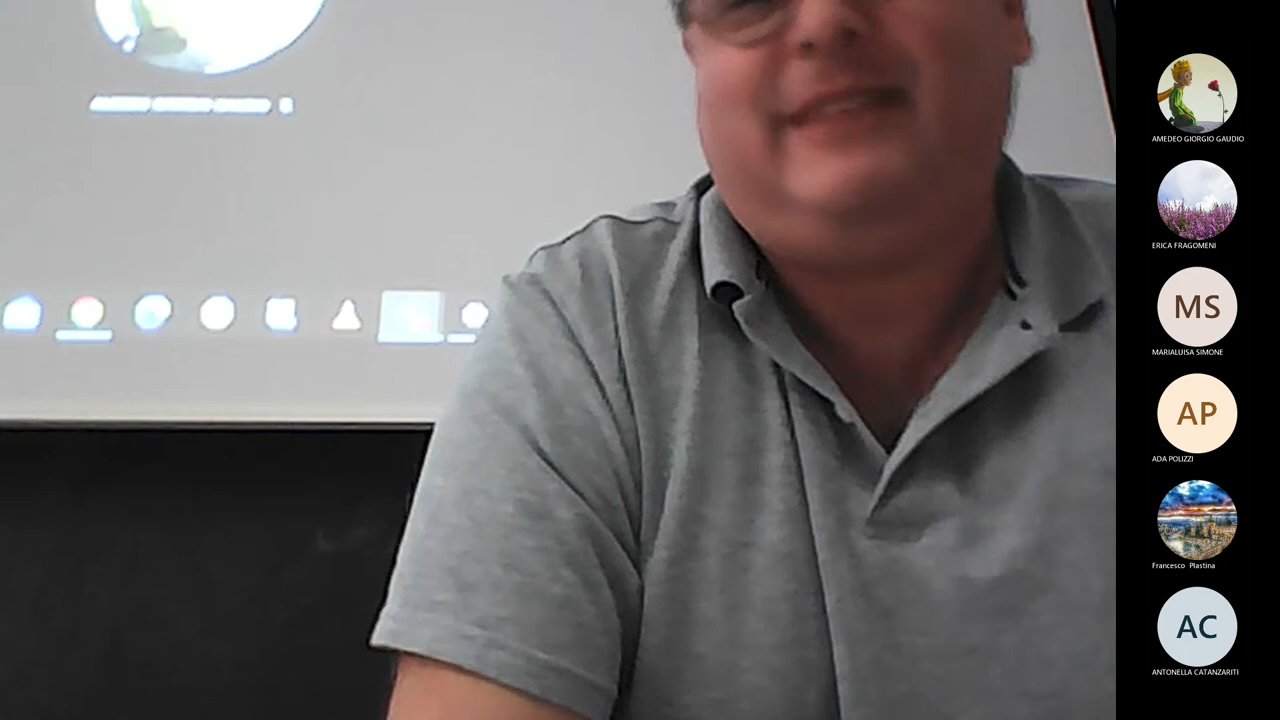 AMEDEO GIORGIO GAUDIO
ERICA FRAGOMENI
MS
MARIALUISA SIMONE
AP
ADA POLIZZI
Francesco Plastina
AC
ANTONELLA CATANZARITI